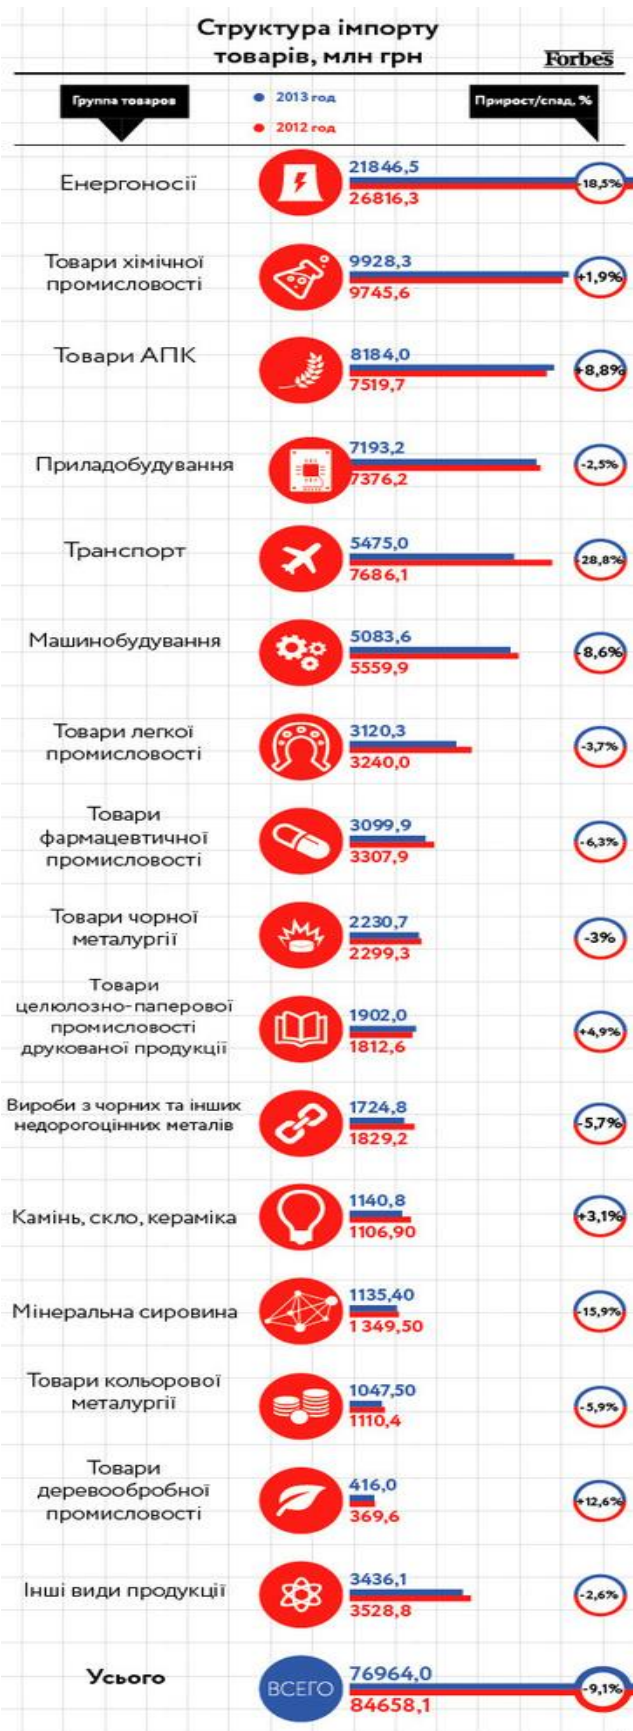 Структура імпорту
товарів, млн грн
Forbes
Группа товаров
2013 год
2012 год
Прирост/спад, %
Енергоносії
21846,5
26816,3
-18,5%
Товари хімічної
промисловості
9928,3
9745,6
+1,9%
Товари АПК
8184,0
7519,7
+8,8%
Приладобудування
7193,2
7376,2
-2,5%
Транспорт
5475,0
7686,1
-28,8%
Машинобудування
5083,6
5559,9
-8,6%
Товари легкої
промисловості
3120,3
3240,0
-3,7%
Товари
фармацевтичної
промисловості
3099,9
3307,9
-6,3%
Товари чорної
металургії
2230,7
2299,3
-3%
Товари
целюлозно-паперової
промисловості
друкованої продукції
1902,0
1812,6
+4,9%
Вироби з чорних та інших
недорогоцінних металів
1724,8
1829,2
-5,7%
Камінь, скло, кераміка
1140,8
1106,90
+3,1%
Мінеральна сировина
1135,40
1 349,50
-15,9%
Товари кольорової
металургії
1047,50
1110,4
-5,9%
Товари
деревообробної
промисловості
416,0
369,6
+12,6%
Інші види продукції
3436,1
3528,8
-2,6%
Усього
ВСЕГО
76964,0
84658,1
-9,1%